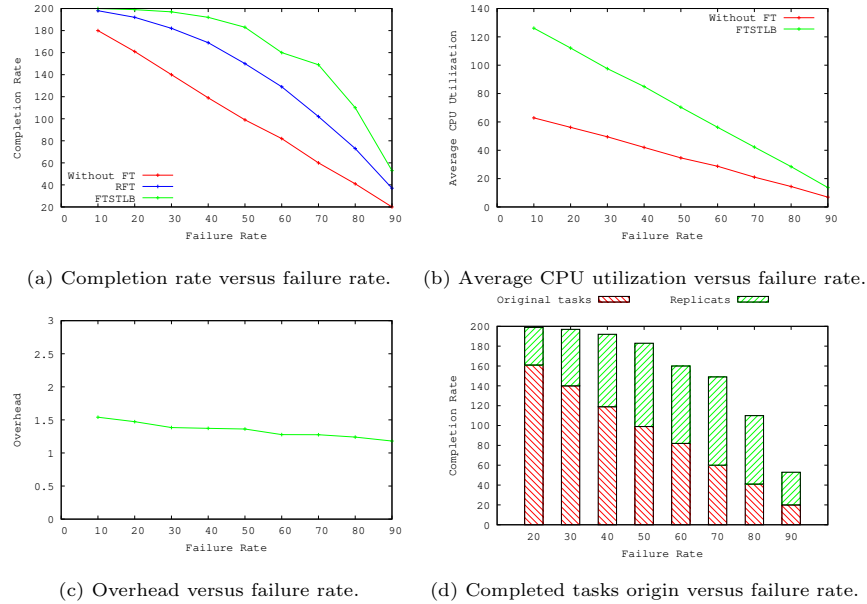 200
180
160
140
120
100
80
60
40
20
Completion Rate
Without FT
RFT
FTSTLB
0 10 20 30 40 50 60 70 80 90
Failure Rate
(a) Completion rate versus failure rate.
140
120
100
80
60
40
20
0
Average CPU Utilization
Without FT
FTSTLB
0 10 20 30 40 50 60 70 80 90
Failure Rate
(b) Average CPU utilization versus failure rate.
3
2.5
2
1.5
1
0.5
0
Overhead
0 10 20 30 40 50 60 70 80 90
Failure Rate
(c) Overhead versus failure rate.
Original tasks Replicats
200
180
160
140
120
100
80
60
40
20
0
Completion Rate
20 30 40 50 60 70 80 90
Failure Rate
(d) Completed tasks origin versus failure rate.